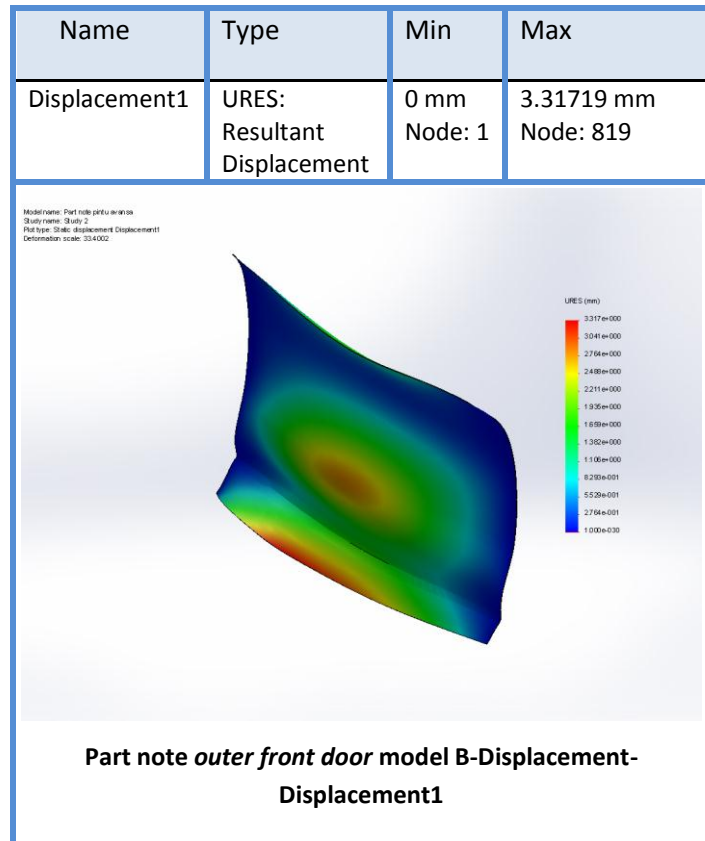 Name Type Min Max
Displacement1 URES: 0 mm 3.31719 mm
Resultant Node: 1 Node: 819
Displacement
Model name: Part note pintu avansa
Study name: Study 2
Plot type: Static displacement Displacement1
Deformation scale: 33.4002
URES (mm)
3.317e+000
3.041e+000
2.764e+000
2.488e+000
2.211e+000
1.935e+000
1.659e+000
1.382e+000
1.106e+000
8.293e-001
5.529e-001
2.764e-001
1.000e-030
Part note outer front door model B-Displacement-
Displacement1